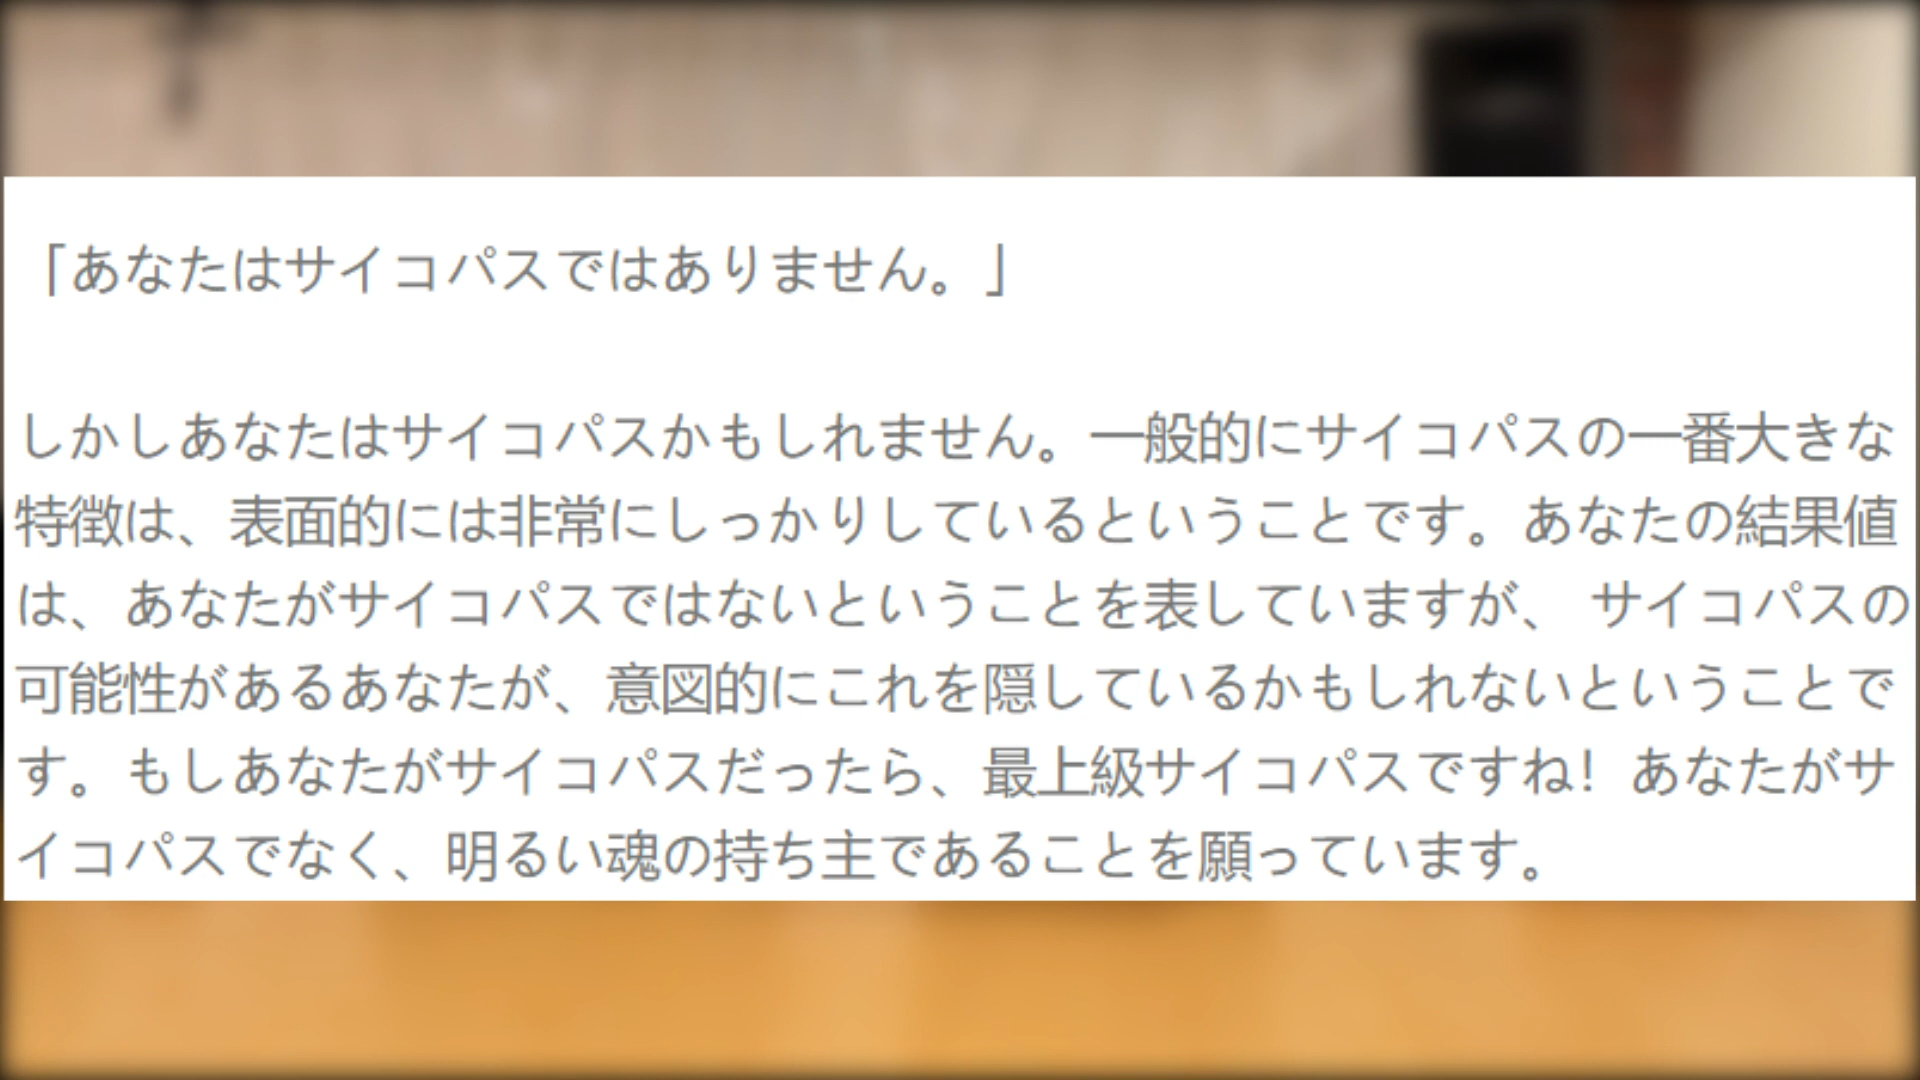 「あなたはサイコパスではありません。」
しかしあなたはサイコパスかもしれません。一般的にサイコパスの一番大きな
特徴は、表面的には非常にしっかりしているということです。あなたの結果値
は、あなたがサイコパスではないということを表していますが、 サイコパスの
可能性があるあなたが、意図的にこれを隠しているかもしれないということで
す。もしあなたがサイコパスだったら、最上級サイコパスですね! あなたがサ
イコパスでなく、明るい魂の持ち主であることを願っています。